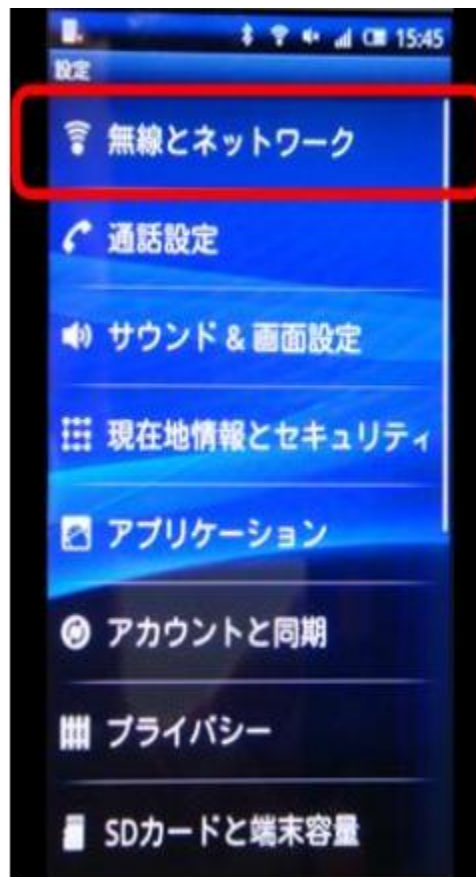 15:45
設定
無線とネットワーク
通話設定
サウンド & 画面設定
現在地情報とセキュリティ
アプリケーション
アカウントと同期
プライバシー
SDカードと端末容量